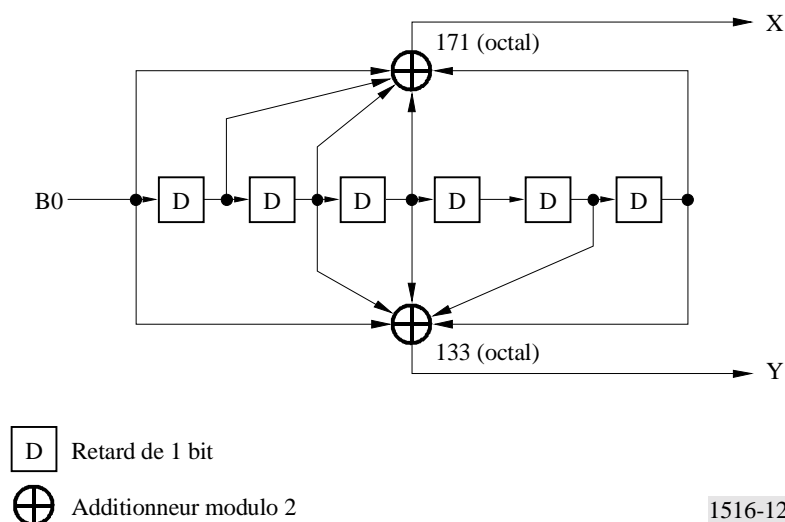 X
171 (octal)
B0 D D D D D D
133 (octal)
Y
D Retard de 1 bit
Additionneur modulo 2
1516-12